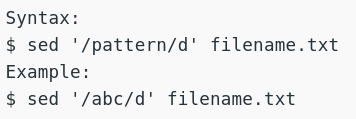 Syntax:
$ sed '/pattern/d' filename.txt
Example:
$ sed '/abc/d' filename.txt